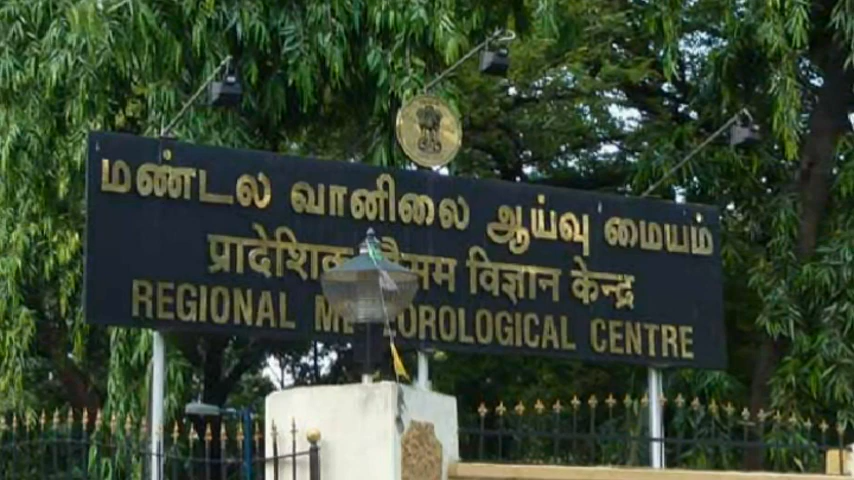 மண்டல வானிலை ஆய்வு மையம்
प्रादेशिक विज्ञान केन्द्र
REGIONAL CENTRE